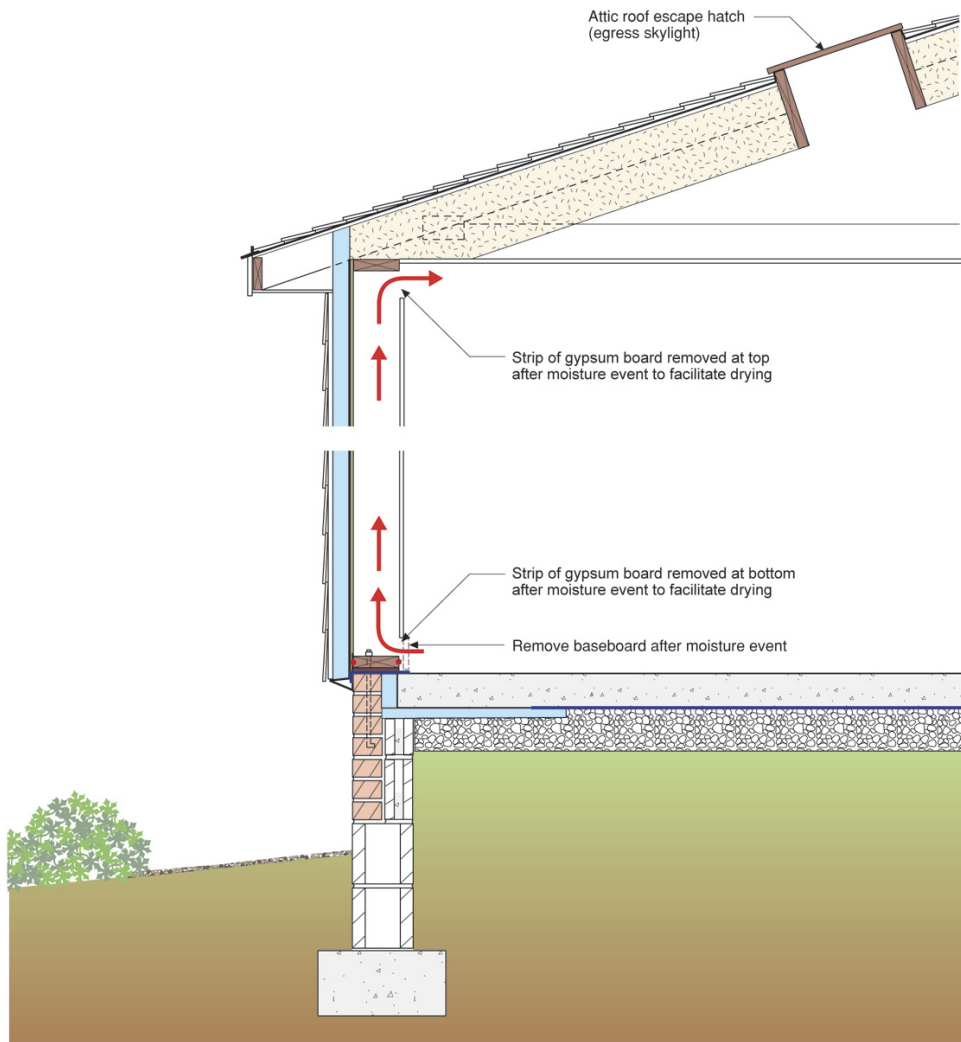 Attic roof escape hatch
(egress skylight)
Strip of gypsum board removed at top
after moisture event to facilitate drying
Strip of gypsum board removed at bottom
after moisture event to facilitate drying
Remove baseboard after moisture event